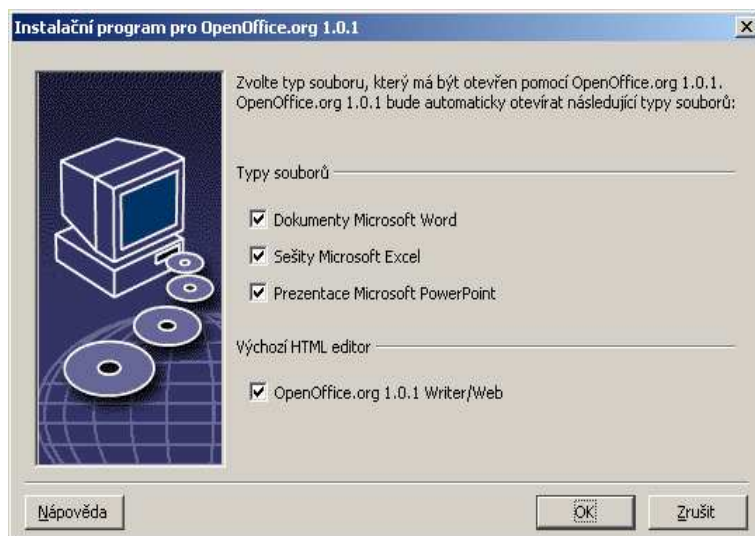 Instalační program pro OpenOffice.org 1.0.1
Zvolte typ souboru, který má být otevřen pomocí OpenOffice.org 1.0.1.
OpenOffice.org 1.0.1 bude automaticky otevírat následující typy souborů:
Typy souborů
Dokumenty Microsoft Word
Sešity Microsoft Excel
Prezentace Microsoft PowerPoint
Výchozí HTML editor
OpenOffice.org 1.0.1 Writer/Web
Nápověda
OK
Zrušit